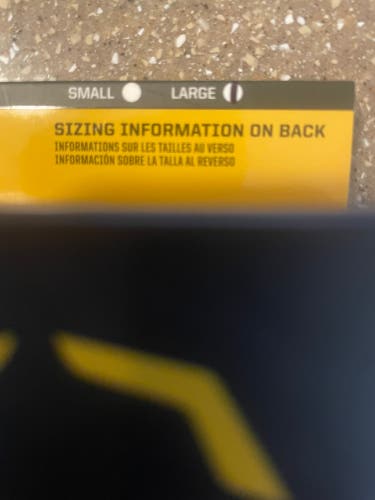 SMALL LARGE
SIZING INFORMATION ON BACK
INFORMATIONS SUR LES TAILLES AU VERSO
INFORMACIÓN SOBRE LA TALLA AL REVERSO